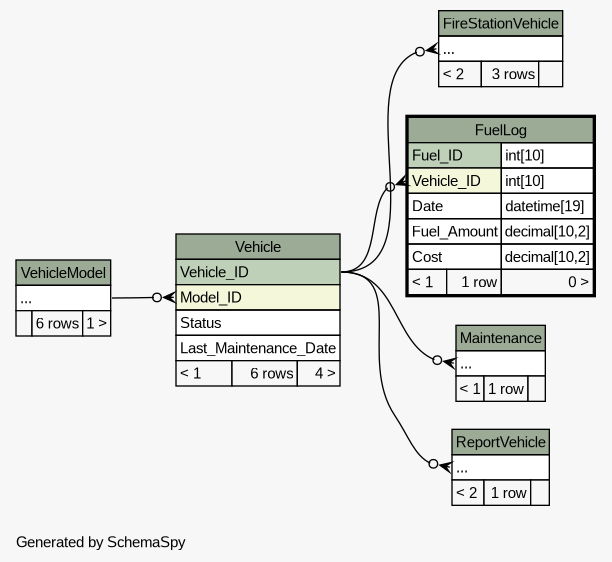 FireStationVehicle
...
< 2 3 rows
FuelLog
Fuel_ID int[10]
Vehicle_ID int[10]
Date datetime[19]
Fuel_Amount decimal[10,2]
Cost decimal[10,2]
< 1 1 row 0 >
Vehicle
Vehicle_ID
Model_ID
Status
Last_Maintenance_Date
< 1 6 rows 4 >
VehicleModel
...
6 rows 1 >
Maintenance
...
< 1 1 row
ReportVehicle
...
< 2 1 row
Generated by SchemaSpy